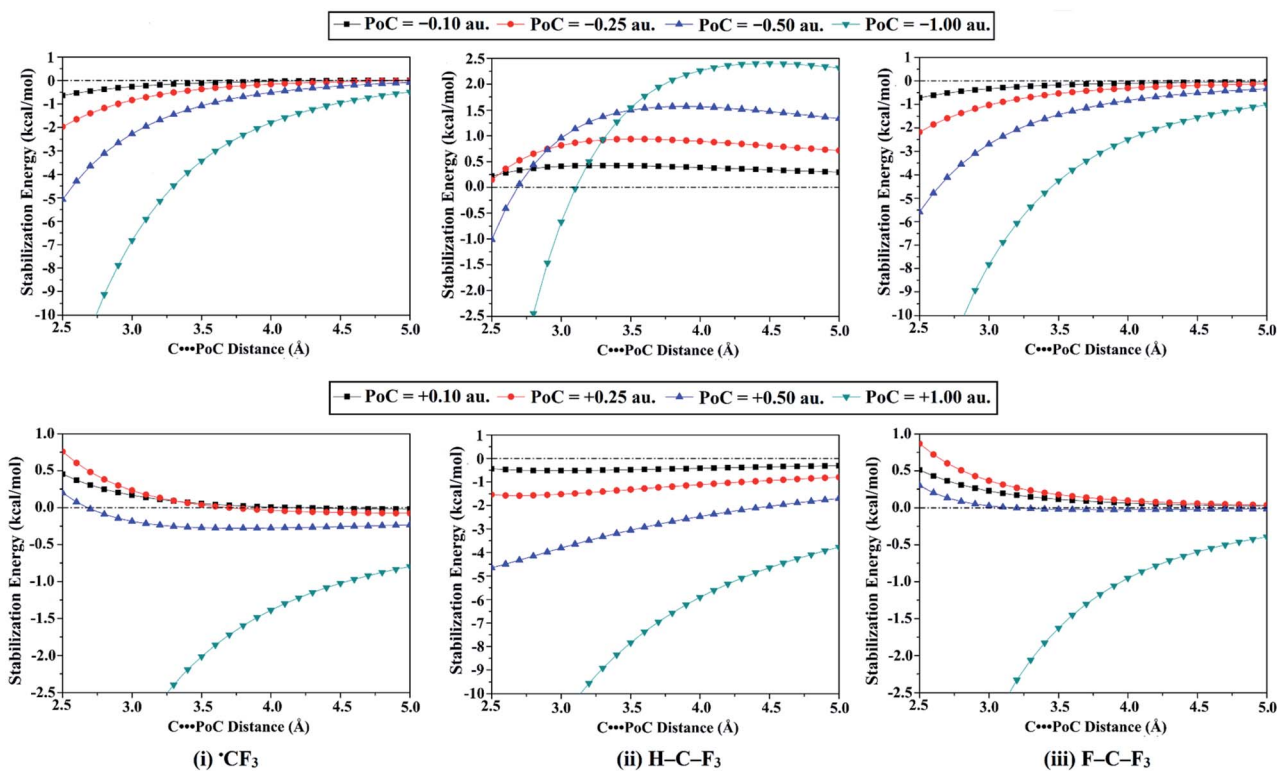 PoC = −0.10 au. PoC = −0.25 au. PoC = −0.50 au. PoC = −1.00 au.
Stabilization Energy (kcal/mol)
1
0
-1
-2
-3
-4
-5
-6
-7
-8
-9
-10
2.5 3.0 3.5 4.0 4.5 5.0
C•••PoC Distance (Å)
Stabilization Energy (kcal/mol)
2.5
2.0
1.5
1.0
0.5
0.0
-0.5
1.0
-1.5
-2.0
-2.5
2.5 3.0 3.5 4.0 4.5 5.0
C•••PoC Distance (Å)
Stabilization Energy (kcal/mol)
1
0
-1
-2
-3
-4
-5
-6
-7
-8
-9
-10
2.5 3.0 3.5 4.0 4.5 5.0
C•••PoC Distance (Å)
PoC = +0.10 au. PoC = +0.25 au. PoC = +0.50 au. PoC = +1.00 au.
Stabilization Energy (kcal/mol)
1.0
0.5
0.0
-0.5
-1.0
-1.5
-2.0
-2.5
2.5 3.0 3.5 4.0 4.5 5.0
C•••PoC Distance (Å)
(i) •CF₃
Stabilization Energy (kcal/mol)
1
0
-1
-2
-3
-4
-5
-6
-7
-8
-9
-10
2.5 3.0 3.5 4.0 4.5 5.0
C•••PoC Distance (Å)
(ii) H–C–F₃
Stabilization Energy (kcal/mol)
1.0
0.5
0.0
-0.5
-1.0
-1.5
-2.0
-2.5
2.5 3.0 3.5 4.0 4.5 5.0
C•••PoC Distance (Å)
(iii) F–C–F₃